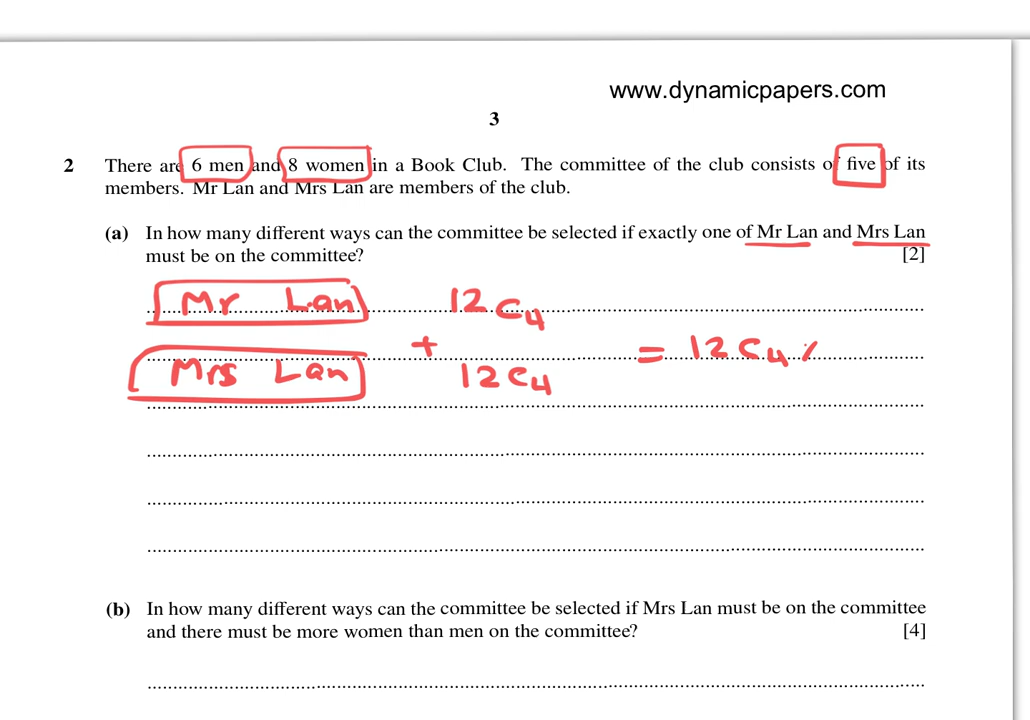 www.dynamicpapers.com
3
2 There are 6 men and 8 women in a Book Club. The committee of the club consists of five of its
members. Mr Lan and Mrs Lan are members of the club.
(a) In how many different ways can the committee be selected if exactly one of Mr Lan and Mrs Lan
must be on the committee? [2]
Mr Lan 12C4
+ = 12C4
Mrs Lan 12C4
(b) In how many different ways can the committee be selected if Mrs Lan must be on the committee
and there must be more women than men on the committee? [4]